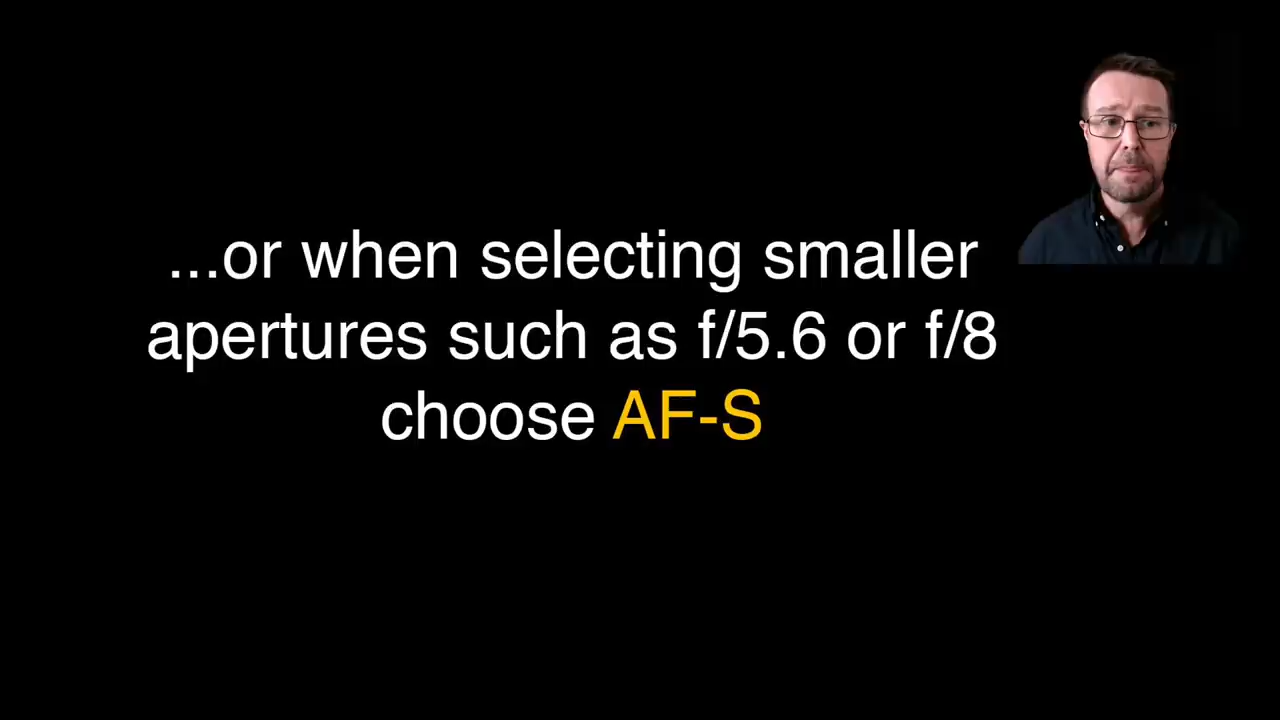 ...or when selecting smaller
apertures such as f/5.6 or f/8
choose AF-S